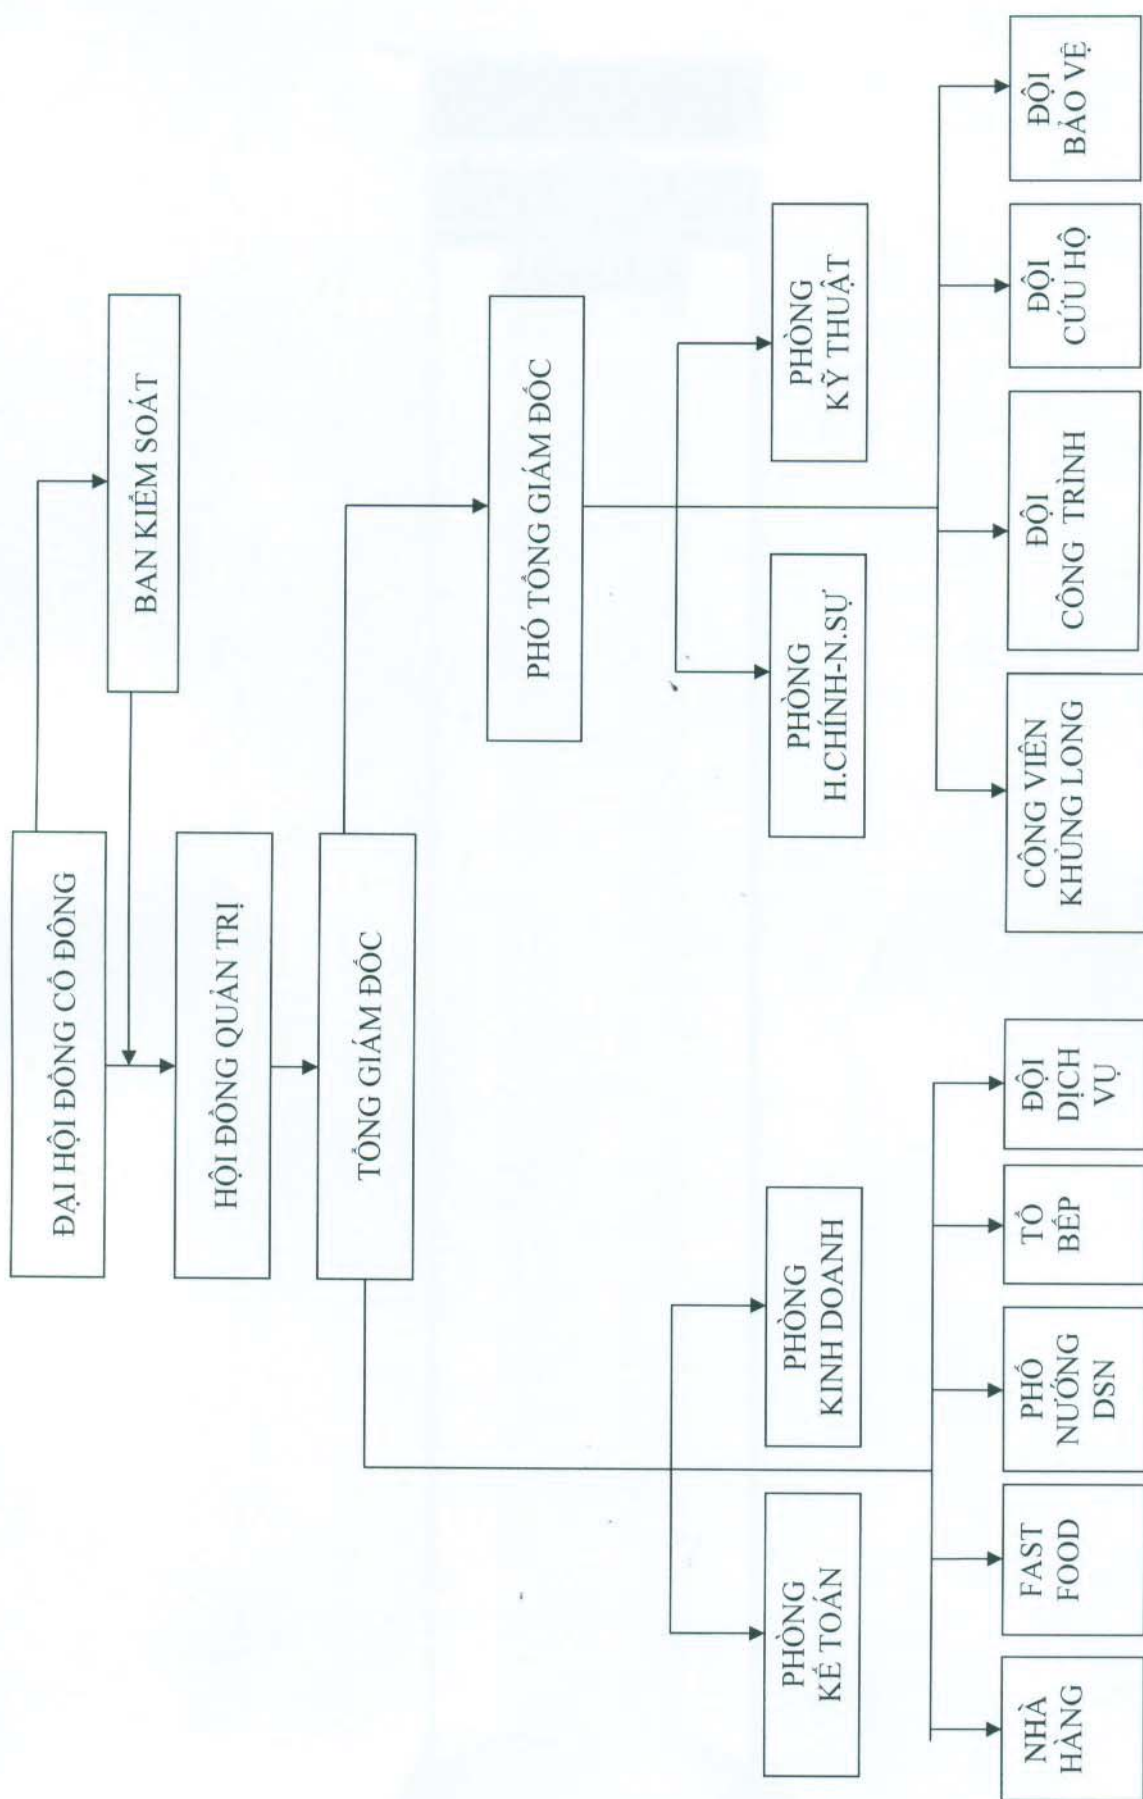 ĐẠI HỘI ĐỒNG CỔ ĐÔNG
BAN KIỂM SOÁT
HỘI ĐỒNG QUẢN TRỊ
TỔNG GIÁM ĐỐC
PHÓ TỔNG GIÁM ĐỐC
PHÒNG
KẾ TOÁN
PHÒNG
KINH DOANH
PHÒNG
H.CHÍNH-N.SỰ
PHÒNG
KỸ THUẬT
NHÀ
HÀNG
FAST
FOOD
PHỐ
NƯỚNG
DSN
TỔ
BẾP
ĐỘI
DỊCH
VỤ
CÔNG VIÊN
KHỦNG LONG
ĐỘI
CÔNG TRÌNH
ĐỘI
CỨU HỘ
ĐỘI
BẢO VỆ